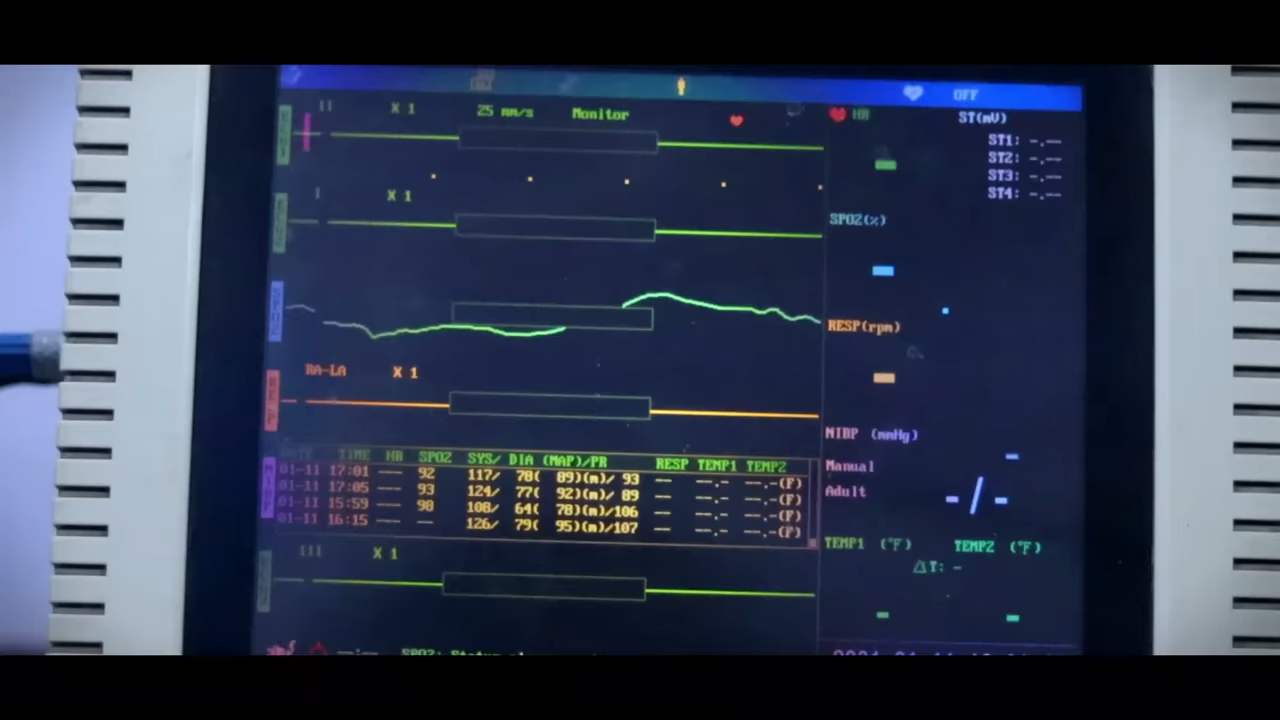 OFF
II X 1 25 mm/s Monitor
ST(mV)
ST1: -.--
ST2: -.--
ST3: -.--
ST4: -.--
I X 1
SPO2(%)
RESP(rpm)
RA-LA X 1
NIBP (mmHg)
Manual
Adult
- / -
TIME HR SPO2 SYS/ DIA (MAP)/PR RESP TEMP1 TEMP2
01-11 17:01 --- 92 117/ 78( 89)(m)/ 93 -- --.- --.-(F)
01-11 17:05 --- 93 124/ 77( 92)(m)/ 89 -- --.- --.-(F)
01-11 15:59 --- 98 108/ 64( 78)(m)/106 -- --.- --.-(F)
01-11 16:15 --- -- 126/ 79( 95)(m)/107 -- --.- --.-(F)
TEMP1 (°F) TEMP2 (°F)
ΔT: -
III X 1
SPO2: